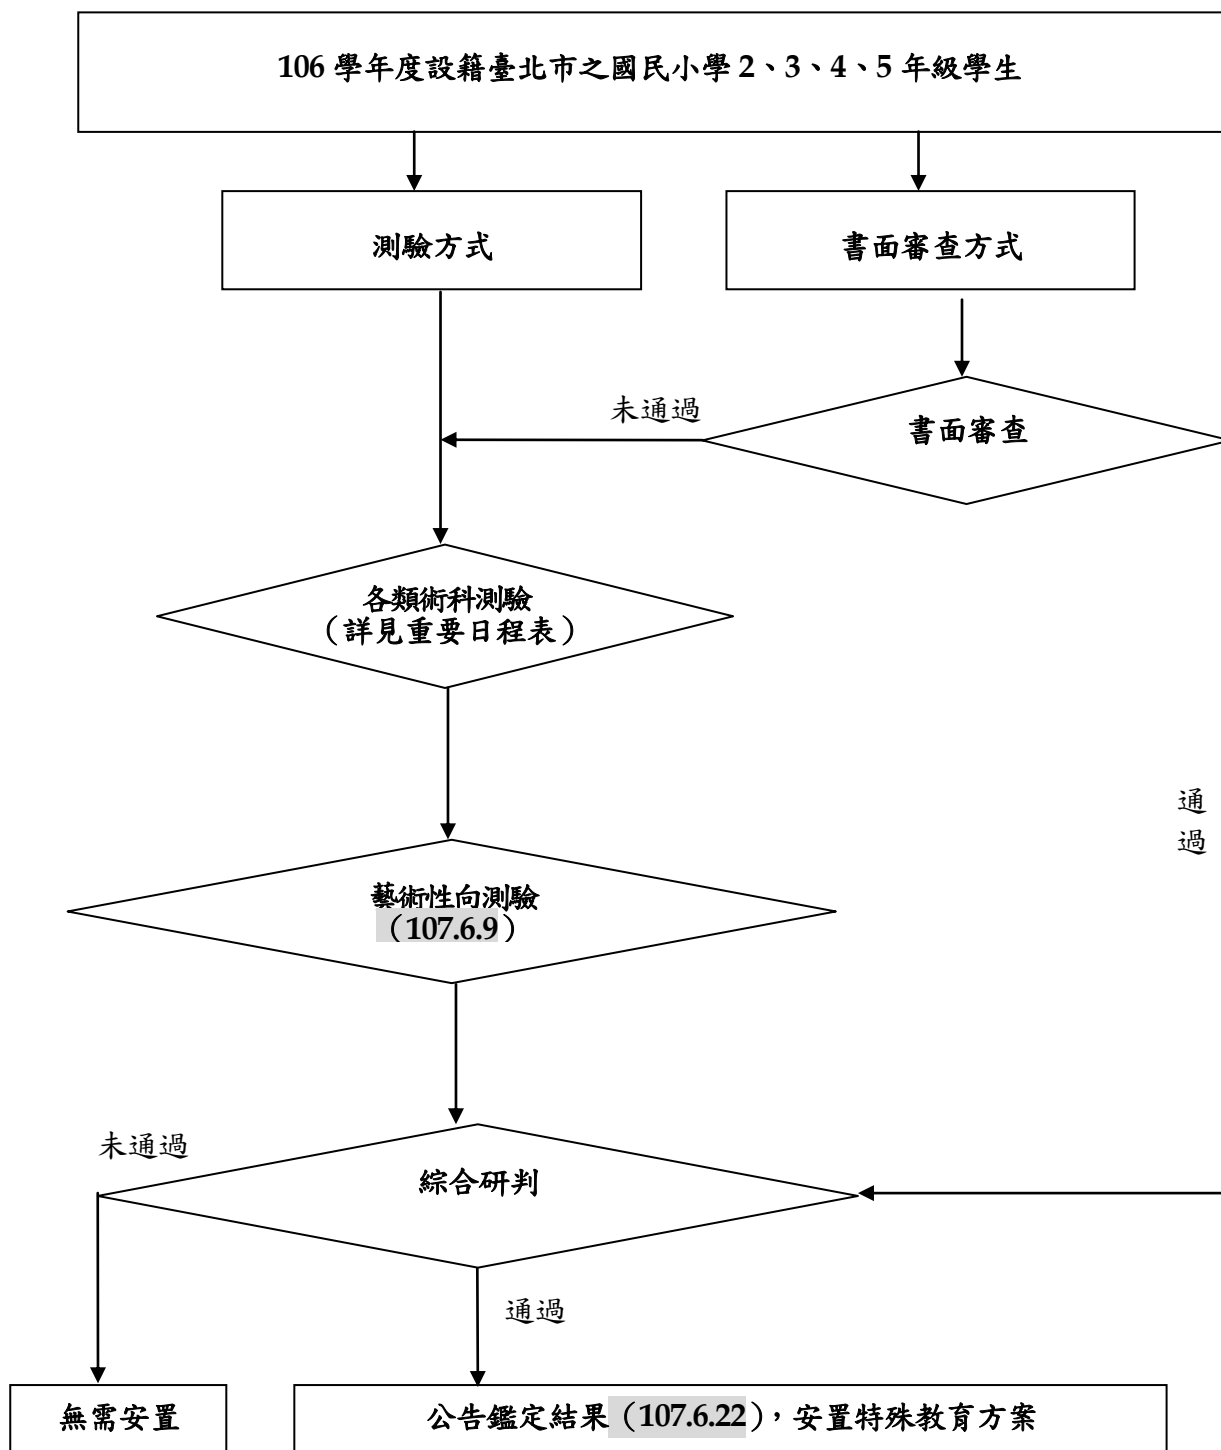 106 學年度設籍臺北市之國民小學 2、3、4、5 年級學生
測驗方式
書面審查方式
未通過
書面審查
各類術科測驗
（詳見重要日程表）
通
過
藝術性向測驗
（107.6.9）
未通過
綜合研判
通過
無需安置
公告鑑定結果（107.6.22），安置特殊教育方案